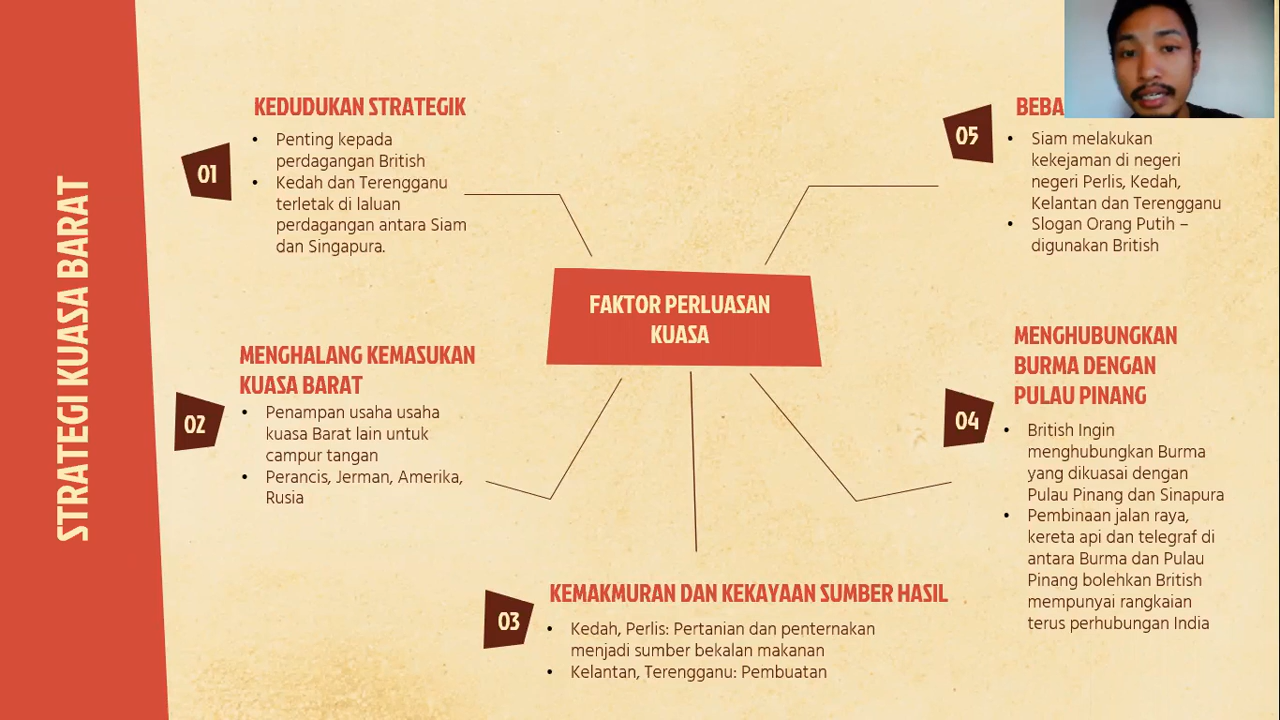 STRATEGI KUASA BARAT
FAKTOR PERLUASAN
KUASA
01
KEDUDUKAN STRATEGIK
• Penting kepada
perdagangan British
• Kedah dan Terengganu
terletak di laluan
perdagangan antara Siam
dan Singapura.
02
MENGHALANG KEMASUKAN
KUASA BARAT
• Penampan usaha usaha
kuasa Barat lain untuk
campur tangan
• Perancis, Jerman, Amerika,
Rusia
03
KEMAKMURAN DAN KEKAYAAN SUMBER HASIL
• Kedah, Perlis: Pertanian dan penternakan
menjadi sumber bekalan makanan
• Kelantan, Terengganu: Pembuatan
04
MENGHUBUNGKAN
BURMA DENGAN
PULAU PINANG
• British Ingin
menghubungkan Burma
yang dikuasai dengan
Pulau Pinang dan Sinapura
• Pembinaan jalan raya,
kereta api dan telegraf di
antara Burma dan Pulau
Pinang bolehkan British
mempunyai rangkaian
terus perhubungan India
05
• Siam melakukan
kekejaman di negeri
negeri Perlis, Kedah,
Kelantan dan Terengganu
• Slogan Orang Putih –
digunakan British